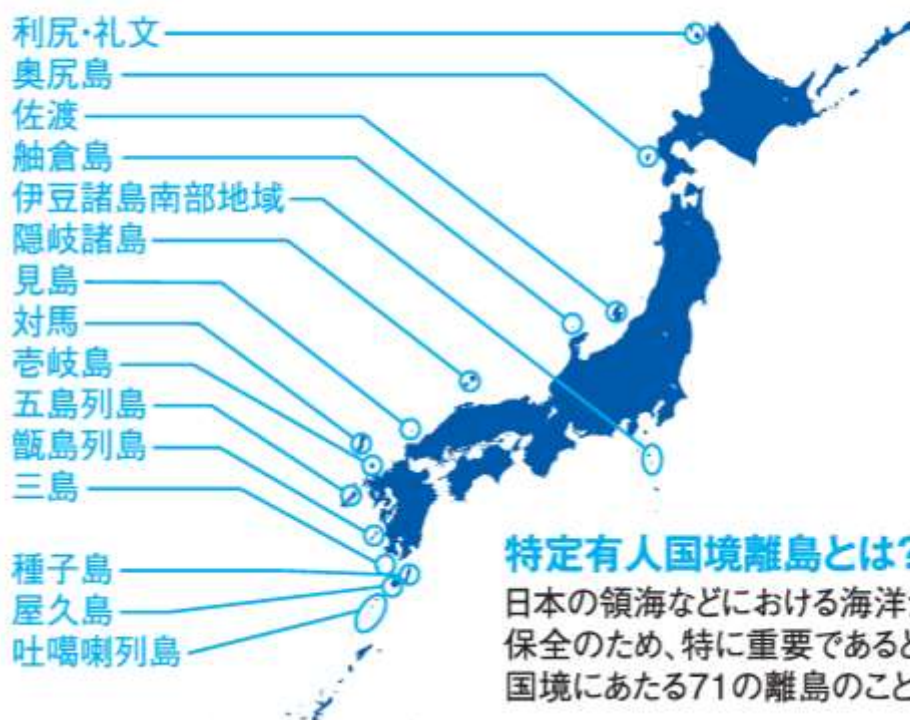 利尻・礼文
奥尻島
佐渡
舳倉島
伊豆諸島南部地域
隠岐諸島
見島
対馬
壱岐島
五島列島
甑島列島
三島
種子島
屋久島
吐噶喇列島
特定有人国境離島とは?
日本の領海などにおける海洋
保全のため、特に重要であると
国境にあたる71の離島のこと